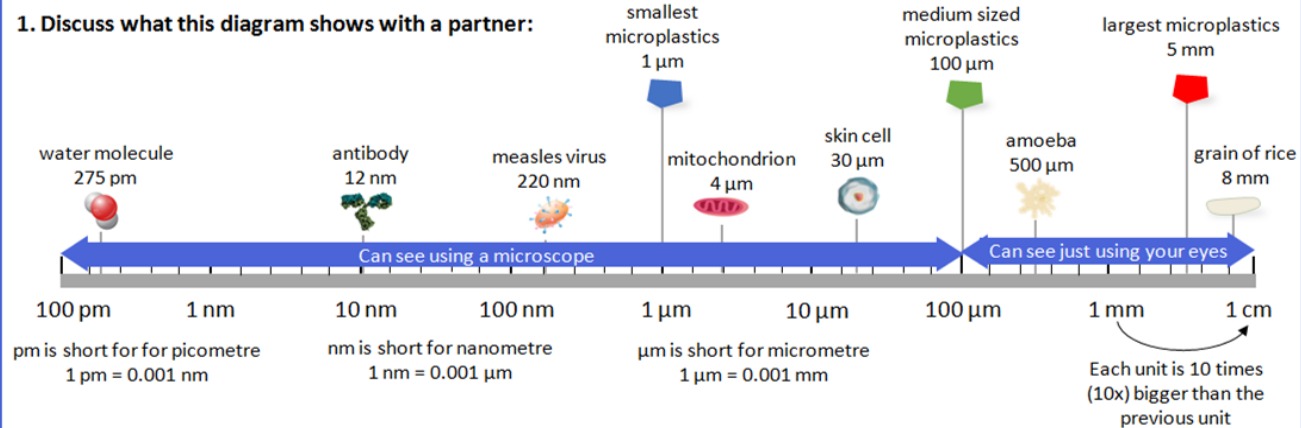 1. Discuss what this diagram shows with a partner:
smallest
microplastics
1 µm
medium sized
microplastics
100 µm
largest microplastics
5 mm
water molecule
275 pm
antibody
12 nm
measles virus
220 nm
mitochondrion
4 µm
skin cell
30 µm
amoeba
500 µm
grain of rice
8 mm
Can see using a microscope
Can see just using your eyes
100 pm
1 nm
10 nm
100 nm
1 µm
10 µm
100 µm
1 mm
1 cm
pm is short for for picometre
1 pm = 0.001 nm
nm is short for nanometre
1 nm = 0.001 µm
µm is short for micrometre
1 µm = 0.001 mm
Each unit is 10 times
(10x) bigger than the
previous unit